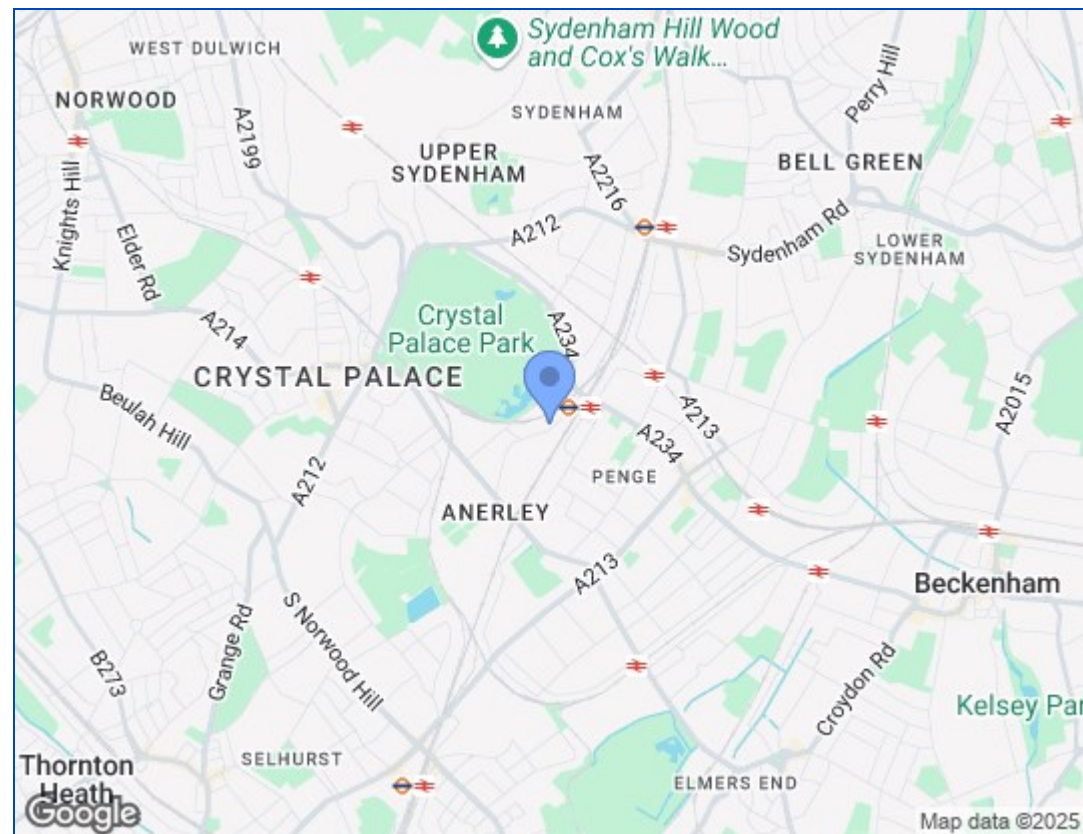 WEST DULWICH
Sydenham Hill Wood
and Cox's Walk...
NORWOOD
A2199
SYDENHAM
Perry Hill
UPPER
SYDENHAM
A2216
BELL GREEN
Knights Hill
Elder Rd
A212
Sydenham Rd
LOWER
SYDENHAM
A214
Crystal
Palace Park
A234
CRYSTAL PALACE
Beulah Hill
A213
A2015
A212
A234
PENGE
ANERLEY
A213
Beckenham
Grange Rd
S Norwood Hill
B273
Croydon Rd
Kelsey Par
SELHURST
Thornton
Heath
ELMERS END
Google
Map data ©2025